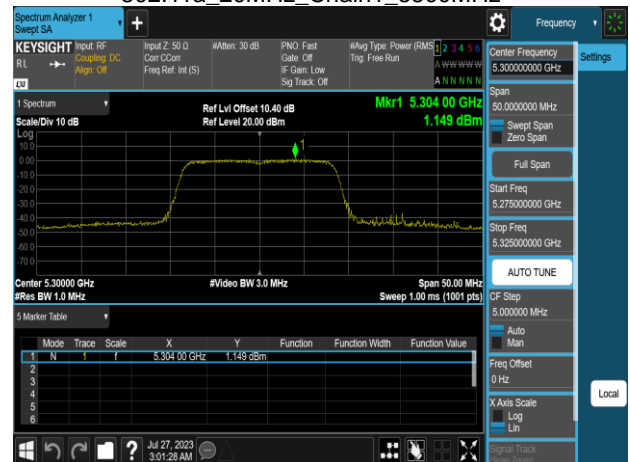 Spectrum Analyzer 1
Swept SA
Frequency
KEYSIGHT
RL
LXI
Input: RF
Coupling: DC
Align: Off
Input Z: 50 Ω
Corr CCorr
Freq Ref: Int (S)
#Atten: 30 dB
PNO: Fast
Gate: Off
IF Gain: Low
Sig Track: Off
#Avg Type: Power (RMS
Trig: Free Run
1 2 3 4 5 6
A W W W W W
A N N N N N
Center Frequency
5.300000000 GHz
Settings
Span
50.0000000 MHz
Swept Span
Zero Span
Full Span
Start Freq
5.275000000 GHz
Stop Freq
5.325000000 GHz
AUTO TUNE
CF Step
5.000000 MHz
Auto
Man
Freq Offset
0 Hz
X Axis Scale
Log
Lin
Local
Signal Track
(Span Zoom)
1 Spectrum
Scale/Div 10 dB
Ref Lvl Offset 10.40 dB
Ref Level 20.00 dBm
Mkr1 5.304 00 GHz
1.149 dBm
Log
10.0
0.00
-10.0
-20.0
-30.0
-40.0
-50.0
-60.0
-70.0
1
Center 5.30000 GHz
#Res BW 1.0 MHz
#Video BW 3.0 MHz
Span 50.00 MHz
Sweep 1.00 ms (1001 pts)
5 Marker Table
Mode Trace Scale X Y Function Function Width Function Value
1 N 1 f 5.304 00 GHz 1.149 dBm
2
3
4
5
6
?
Jul 27, 2023
3:01:28 AM